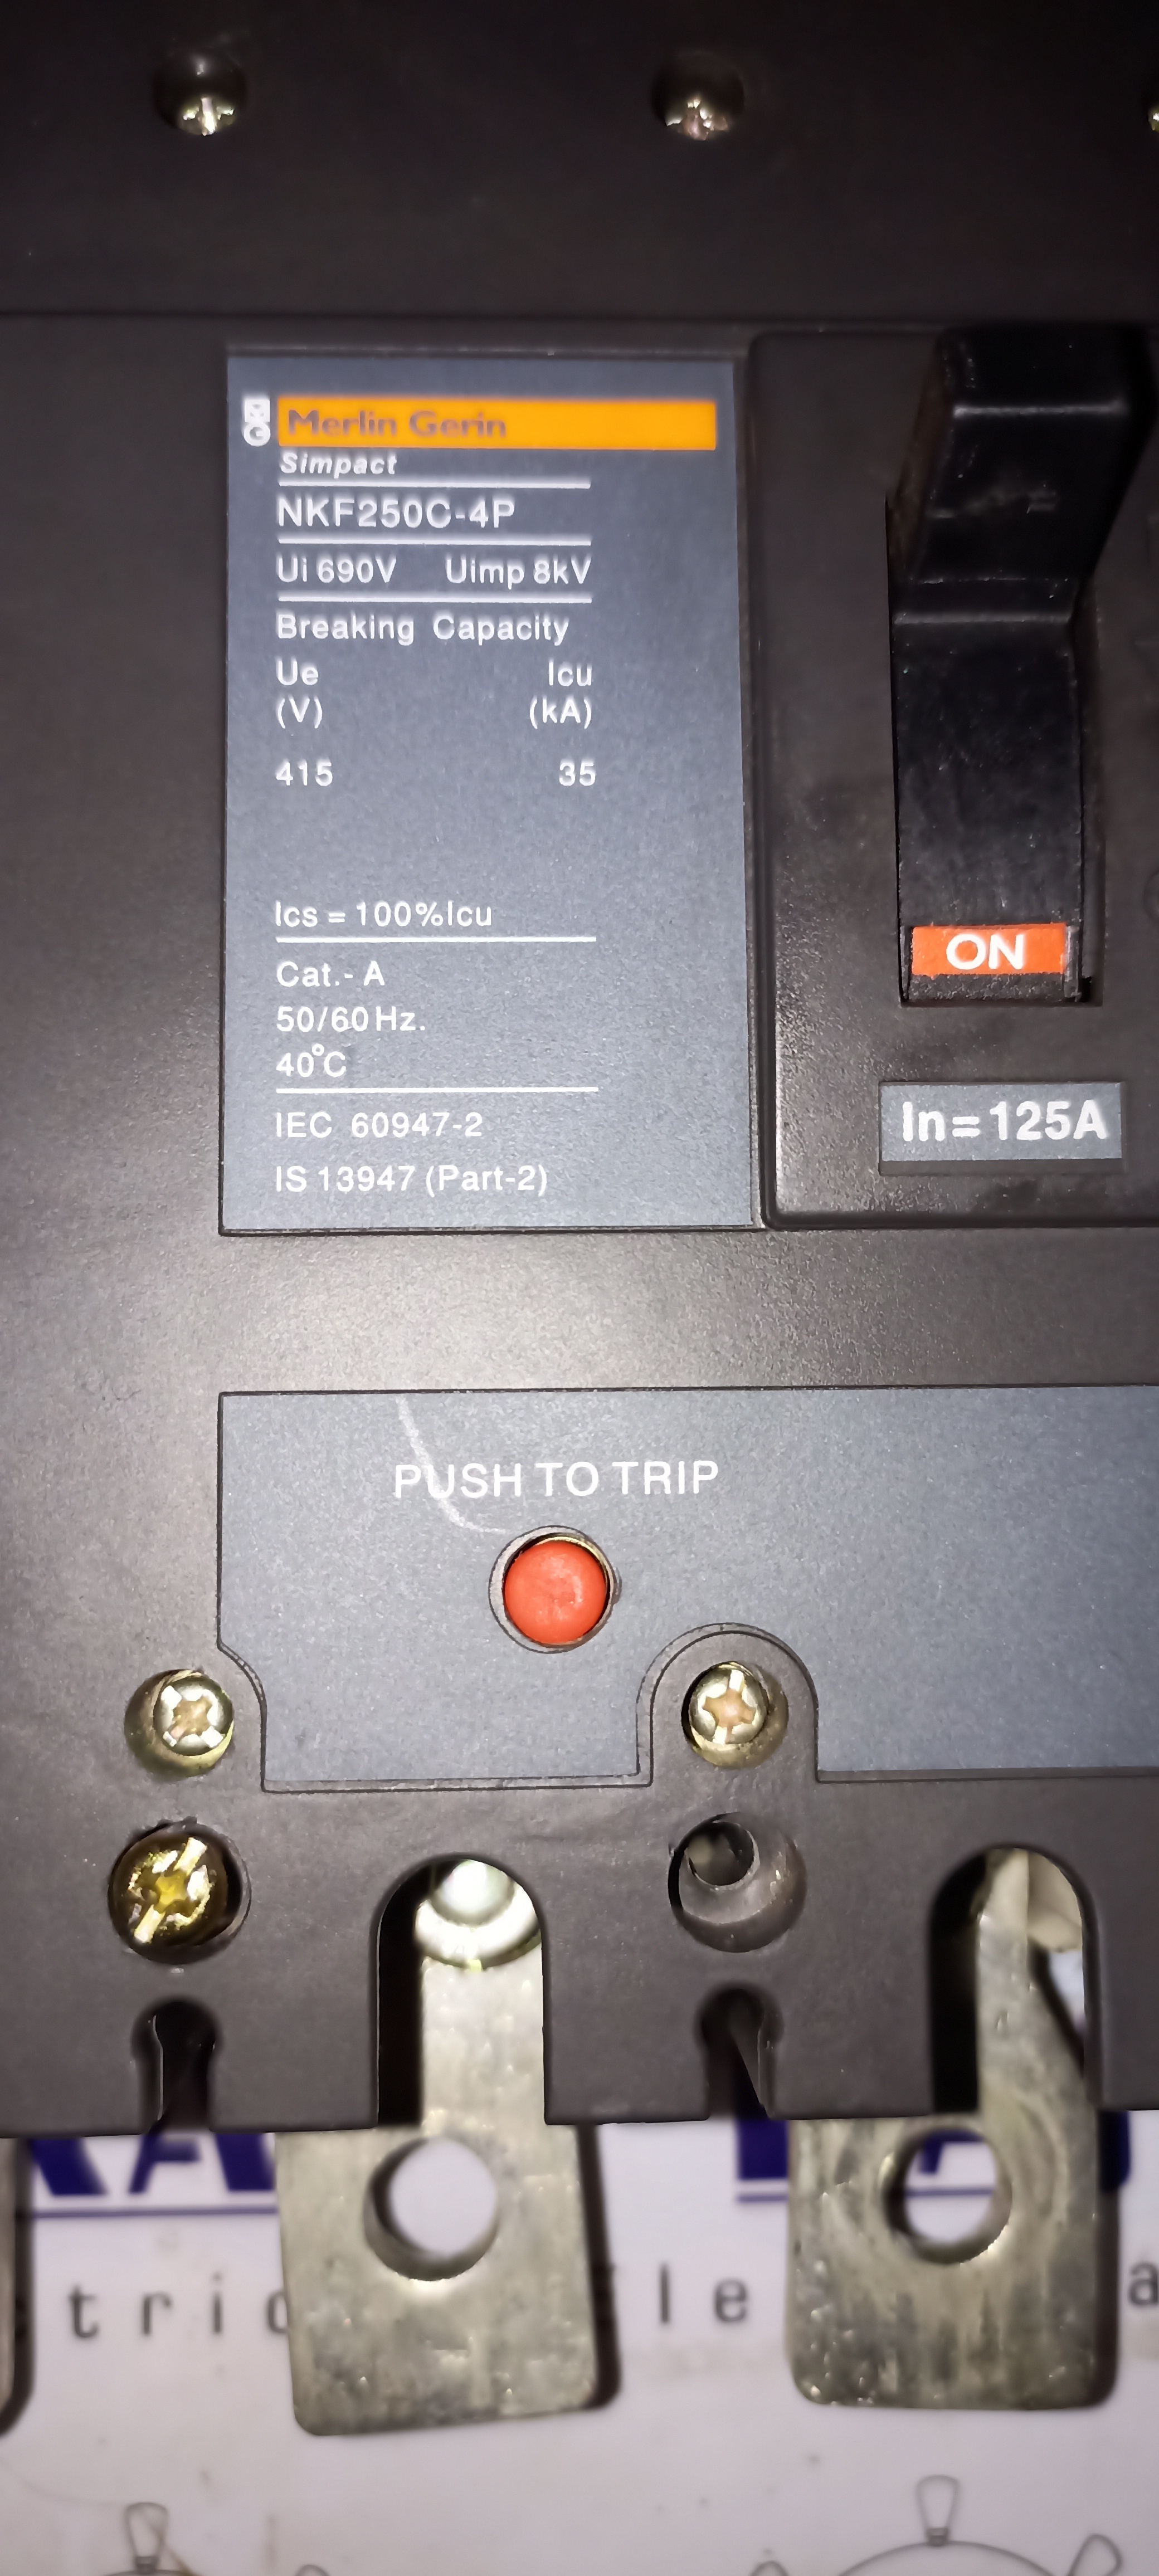 Merlin Gerin
Simpact
NKF250C-4P
Ui 690V Uimp 8kV
Breaking Capacity
Ue Icu
(V) (kA)
415 35
Ics = 100%Icu
Cat.- A
50/60Hz.
40°C
IEC 60947-2
IS 13947 (Part-2)
ON
In=125A
PUSH TO TRIP